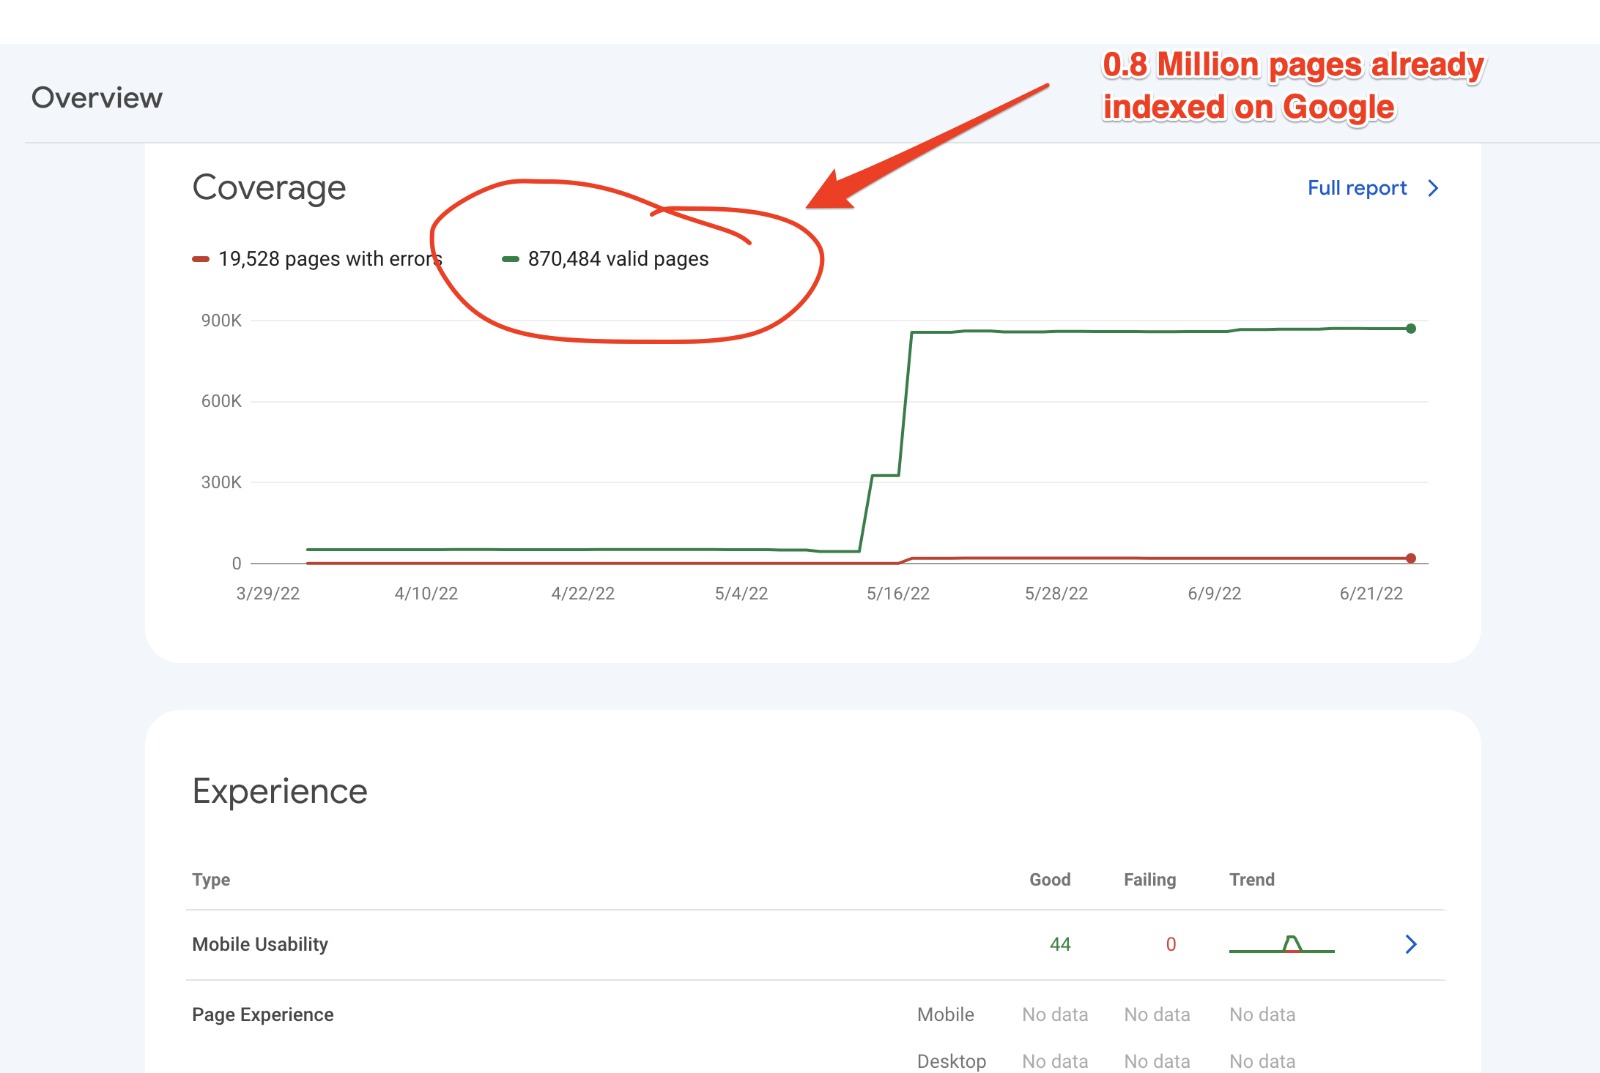 0.8 Million pages already
indexed on Google
Overview
Coverage
Full report
19,528 pages with errors
870,484 valid pages
900K
600K
300K
0
3/29/22 4/10/22 4/22/22 5/4/22 5/16/22 5/28/22 6/9/22 6/21/22
Experience
Type Good Failing Trend
Mobile Usability 44 0
Page Experience Mobile No data No data No data
Desktop No data No data No data